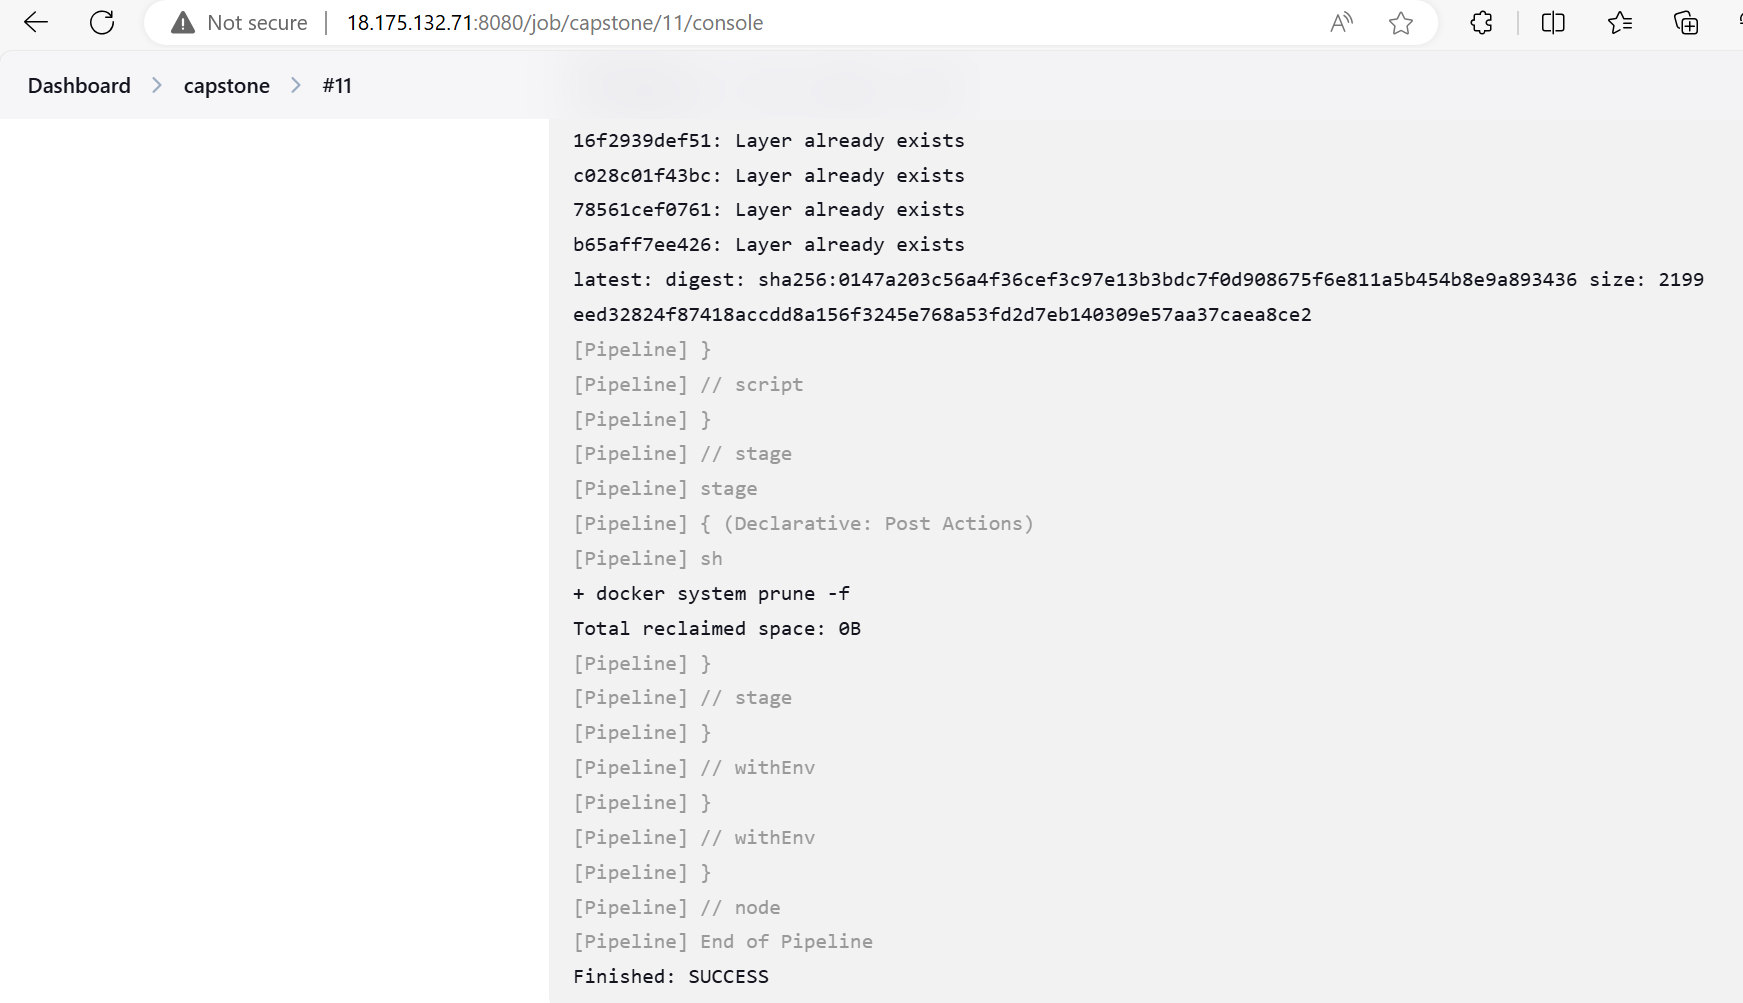 Not secure | 18.175.132.71:8080/job/capstone/11/console
Dashboard > capstone > #11
16f2939def51: Layer already exists
c028c01f43bc: Layer already exists
78561cef0761: Layer already exists
b65aff7ee426: Layer already exists
latest: digest: sha256:0147a203c56a4f36cef3c97e13b3bdc7f0d908675f6e811a5b454b8e9a893436 size: 2199
eed32824f87418accdd8a156f3245e768a53fd2d7eb140309e57aa37caea8ce2
[Pipeline] }
[Pipeline] // script
[Pipeline] }
[Pipeline] // stage
[Pipeline] stage
[Pipeline] { (Declarative: Post Actions)
[Pipeline] sh
+ docker system prune -f
Total reclaimed space: 0B
[Pipeline] }
[Pipeline] // stage
[Pipeline] }
[Pipeline] // withEnv
[Pipeline] }
[Pipeline] // withEnv
[Pipeline] }
[Pipeline] // node
[Pipeline] End of Pipeline
Finished: SUCCESS